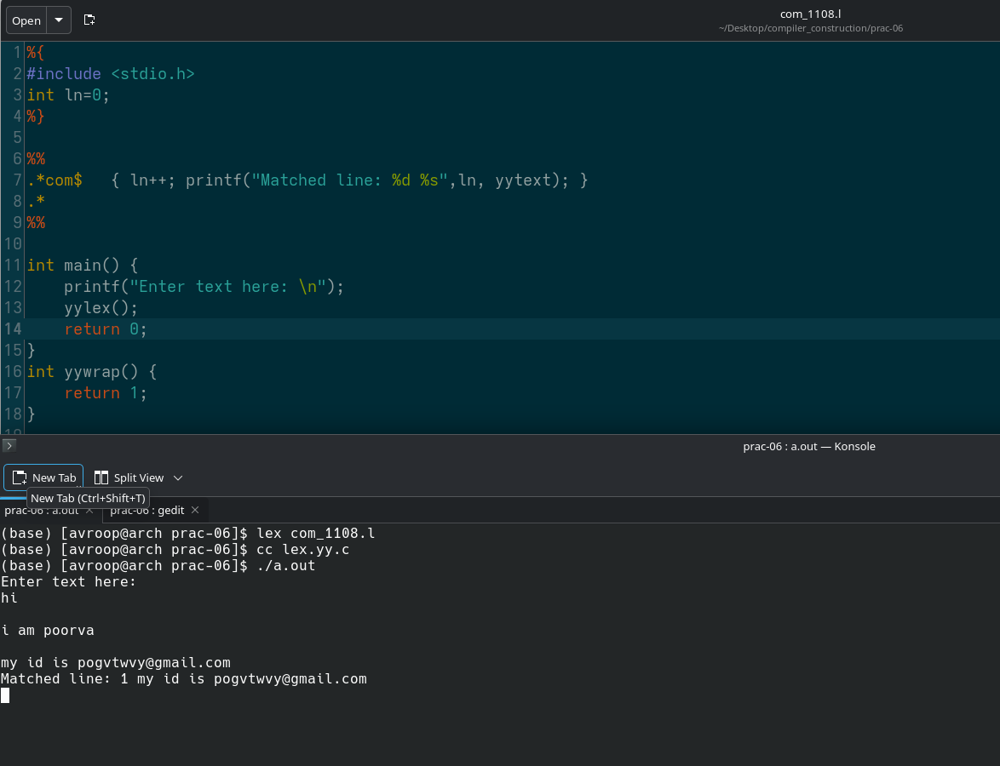 Open
com_1108.l
~/Desktop/compiler_construction/prac-06
1 %{
2 #include <stdio.h>
3 int ln=0;
4 %}
5
6 %%
7 .*com$   { ln++; printf("Matched line: %d %s",ln, yytext); }
8 .*
9 %%
10
11 int main() {
12     printf("Enter text here: \n");
13     yylex();
14     return 0;
15 }
16 int yywrap() {
17     return 1;
18 }
19
prac-06 : a.out — Konsole
New Tab Split View
New Tab (Ctrl+Shift+T)
prac-06 : a.out prac-06 : gedit
(base) [avroop@arch prac-06]$ lex com_1108.l
(base) [avroop@arch prac-06]$ cc lex.yy.c
(base) [avroop@arch prac-06]$ ./a.out
Enter text here:
hi
i am poorva
my id is pogvtwvy@gmail.com
Matched line: 1 my id is pogvtwvy@gmail.com